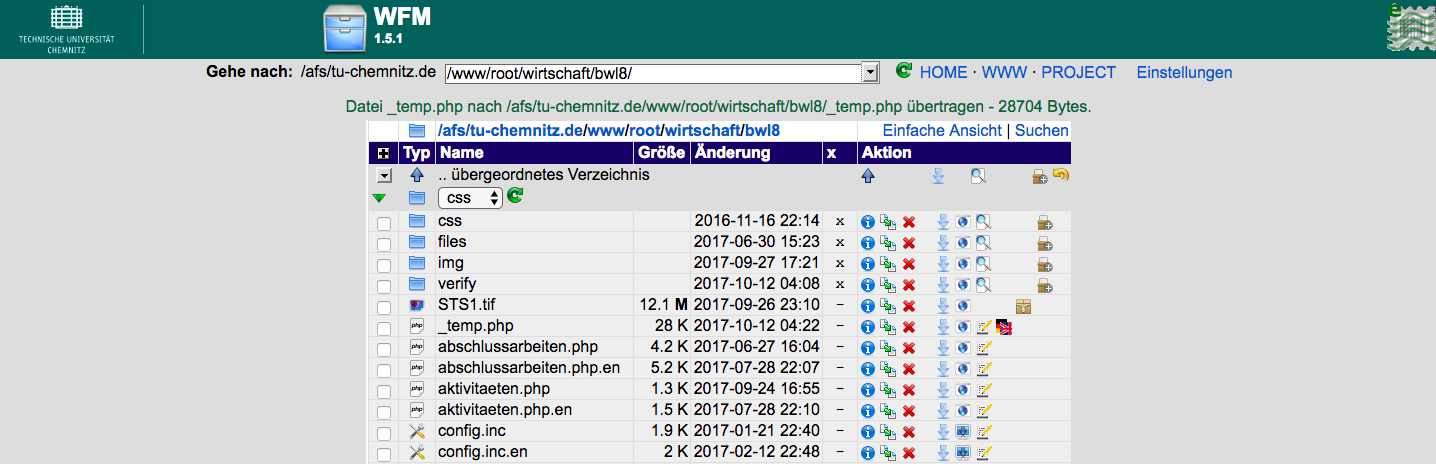 TECHNISCHE UNIVERSITÄT
CHEMNITZ
WFM
1.5.1
Gehe nach: /afs/tu-chemnitz.de /www/root/wirtschaft/bwl8/ HOME · WWW · PROJECT Einstellungen
Datei _temp.php nach /afs/tu-chemnitz.de/www/root/wirtschaft/bwl8/_temp.php übertragen - 28704 Bytes.
/afs/tu-chemnitz.de/www/root/wirtschaft/bwl8 Einfache Ansicht | Suchen
Typ Name Größe Änderung x Aktion
.. übergeordnetes Verzeichnis
css
css 2016-11-16 22:14 x
files 2017-06-30 15:23 x
img 2017-09-27 17:21 x
verify 2017-10-12 04:08 x
STS1.tif 12.1 M 2017-09-26 23:10 –
php _temp.php 28 K 2017-10-12 04:22 –
php abschlussarbeiten.php 4.2 K 2017-06-27 16:04 –
php abschlussarbeiten.php.en 5.2 K 2017-07-28 22:07 –
php aktivitaeten.php 1.3 K 2017-09-24 16:55 –
php aktivitaeten.php.en 1.5 K 2017-07-28 22:10 –
config.inc 1.9 K 2017-01-21 22:40 –
config.inc.en 2 K 2017-02-12 22:48 –